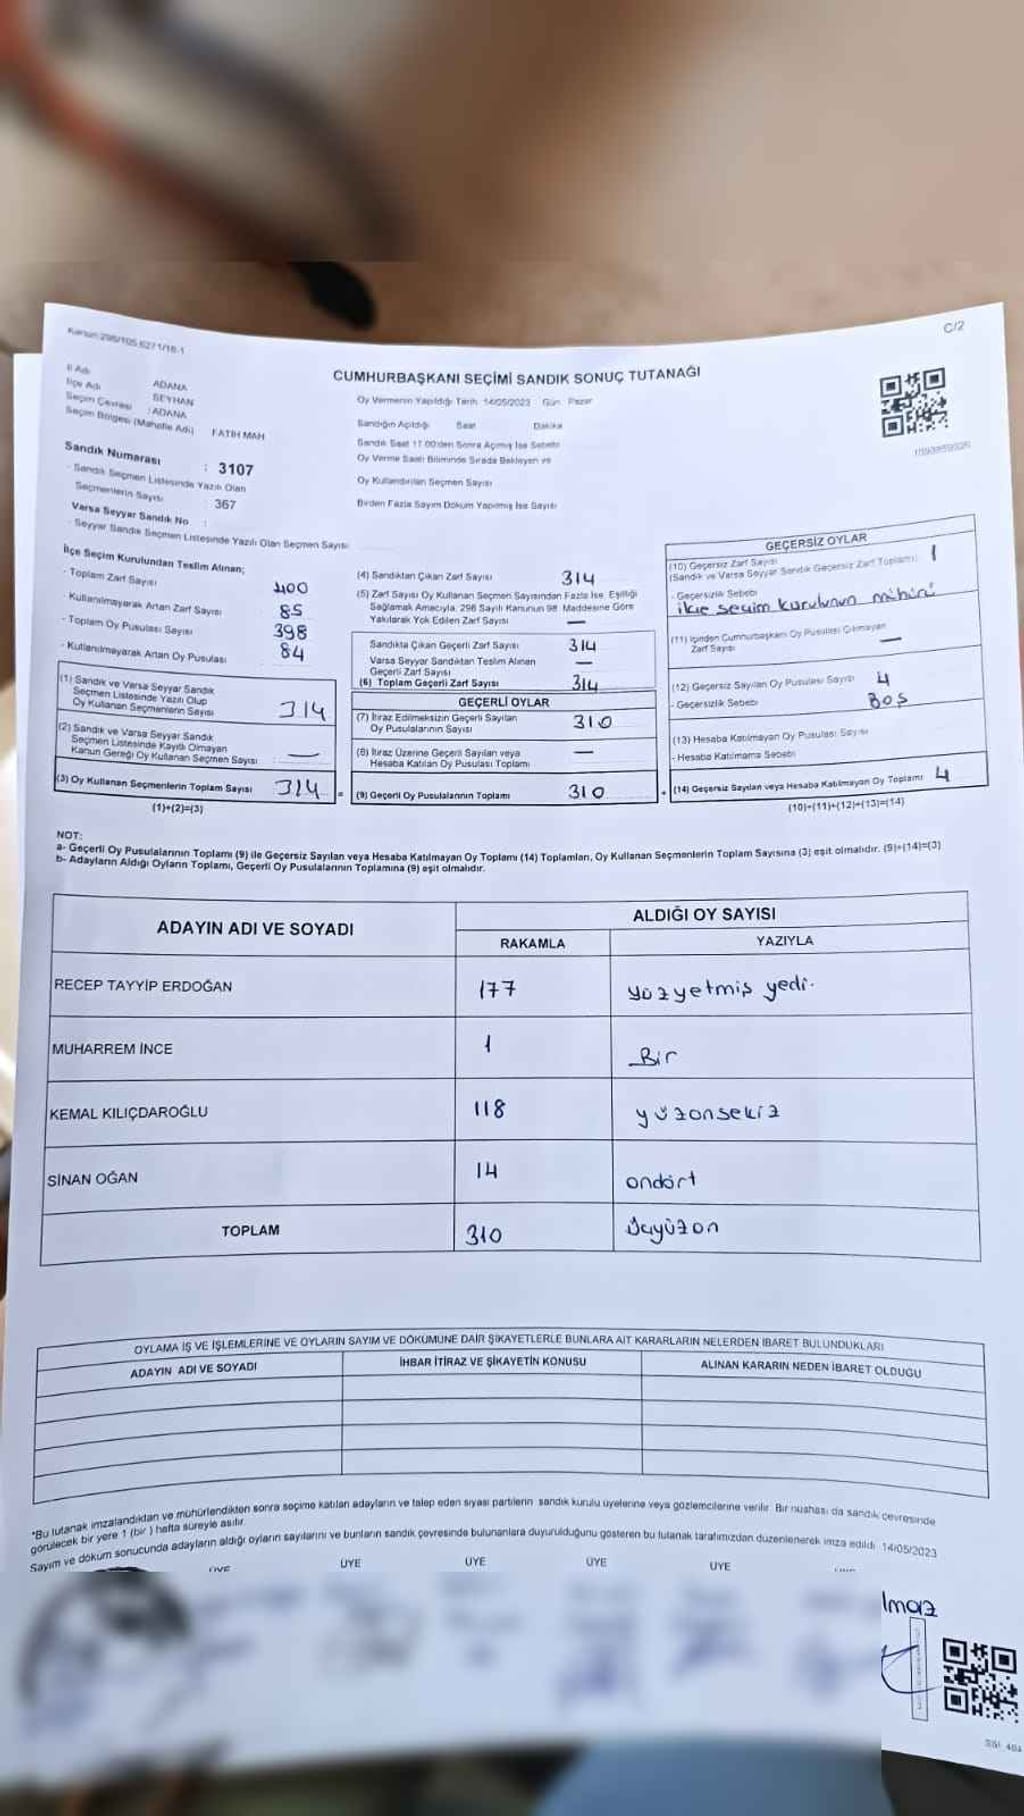 Kanun:298/105,6271/18-1
C/2
CUMHURBAŞKANI SEÇİMİ SANDIK SONUÇ TUTANAĞI
İl Adı ADANA
İlçe Adı SEYHAN
Seçim Çevresi :ADANA
Seçim Bölgesi (Mahalle Adı) FATİH MAH
Sandık Numarası : 3107
- Sandık Seçmen Listesinde Yazılı Olan
Seçmenlerin Sayısı : 367
Varsa Seyyar Sandık No :
- Seyyar Sandık Seçmen Listesinde Yazılı Olan Seçmen Sayısı
Oy Vermenin Yapıldığı Tarih 14/05/2023 Gün: Pazar
Sandığın Açıldığı Saat Dakika
Sandık Saat 17:00'den Sonra Açılmış İse Sebebi
Oy Verme Saati Bitiminde Sırada Bekleyen ve
Oy Kullandırılan Seçmen Sayısı
Birden Fazla Sayım Döküm Yapılmış İse Sayısı
İlçe Seçim Kurulundan Teslim Alınan;
- Toplam Zarf Sayısı 400
- Kullanılmayarak Artan Zarf Sayısı 85
- Toplam Oy Pusulası Sayısı 398
- Kullanılmayarak Artan Oy Pusulası 84
(1) Sandık ve Varsa Seyyar Sandık
Seçmen Listesinde Yazılı Olup
Oy Kullanan Seçmenlerin Sayısı 314
(2) Sandık ve Varsa Seyyar Sandık
Seçmen Listesinde Kayıtlı Olmayan
Kanun Gereği Oy Kullanan Seçmen Sayısı —
(3) Oy Kullanan Seçmenlerin Toplam Sayısı 314
(1)+(2)=(3)
(4) Sandıktan Çıkan Zarf Sayısı 314
(5) Zarf Sayısı Oy Kullanan Seçmen Sayısından Fazla İse, Eşitliği
Sağlamak Amacıyla, 298 Sayılı Kanunun 98. Maddesine Göre
Yakılarak Yok Edilen Zarf Sayısı —
Sandıkta Çıkan Geçerli Zarf Sayısı 314
Varsa Seyyar Sandıktan Teslim Alınan
Geçerli Zarf Sayısı —
(6) Toplam Geçerli Zarf Sayısı 314
GEÇERLİ OYLAR
(7) İtiraz Edilmeksizin Geçerli Sayılan
Oy Pusulalarının Sayısı 310
(8) İtiraz Üzerine Geçerli Sayılan veya
Hesaba Katılan Oy Pusulası Toplamı —
= (9) Geçerli Oy Pusulalarının Toplamı 310
GEÇERSİZ OYLAR
(10) Geçersiz Zarf Sayısı
(Sandık ve Varsa Seyyar Sandık Geçersiz Zarf Toplamı) 1
- Geçersizlik Sebebi
seçim kurulunun mührü
(11) İçinden Cumhurbaşkanı Oy Pusulası Çıkmayan
Zarf Sayısı —
(12) Geçersiz Sayılan Oy Pusulası Sayısı 4
- Geçersizlik Sebebi Boş
(13) Hesaba Katılmayan Oy Pusulası Sayısı
- Hesaba Katılmama Sebebi
+ (14) Geçersiz Sayılan veya Hesaba Katılmayan Oy Toplamı 4
(10)+(11)+(12)+(13)=(14)
NOT:
a- Geçerli Oy Pusulalarının Toplamı (9) ile Geçersiz Sayılan veya Hesaba Katılmayan Oy Toplamı (14) Toplamları, Oy Kullanan Seçmenlerin Toplam Sayısına (3) eşit olmalıdır. (9)+(14)=(3)
b- Adayların Aldığı Oyların Toplamı, Geçerli Oy Pusulalarının Toplamına (9) eşit olmalıdır.
ADAYIN ADI VE SOYADI ALDIĞI OY SAYISI
RAKAMLA YAZIYLA
RECEP TAYYİP ERDOĞAN 177 yüzyetmiş yedi.
MUHARREM İNCE 1 Bir
KEMAL KILIÇDAROĞLU 118 yüzonsekiz
SİNAN OĞAN 14 ondört
TOPLAM 310 üçyüzon
OYLAMA İŞ VE İŞLEMLERİNE VE OYLARIN SAYIM VE DÖKÜMÜNE DAİR ŞİKAYETLERLE BUNLARA AİT KARARLARIN NELERDEN İBARET BULUNDUKLARI
ADAYIN ADI VE SOYADI İHBAR İTİRAZ VE ŞİKAYETİN KONUSU ALINAN KARARIN NEDEN İBARET OLDUĞU
*Bu tutanak imzalandıktan ve mühürlendikten sonra seçime katılan adayların ve talep eden siyasi partilerin sandık kurulu üyelerine veya gözlemcilerine verilir. Bir nüshası da sandık çevresinde
görülecek bir yere 1 (bir ) hafta süreyle asılır.
Sayım ve döküm sonucunda adayların aldığı oyların sayılarını ve bunların sandık çevresinde bulunanlara duyurulduğunu gösteren bu tutanak tarafımızdan düzenlenerek imza edildi. 14/05/2023
ÜYE ÜYE ÜYE ÜYE ÜYE
lmaz